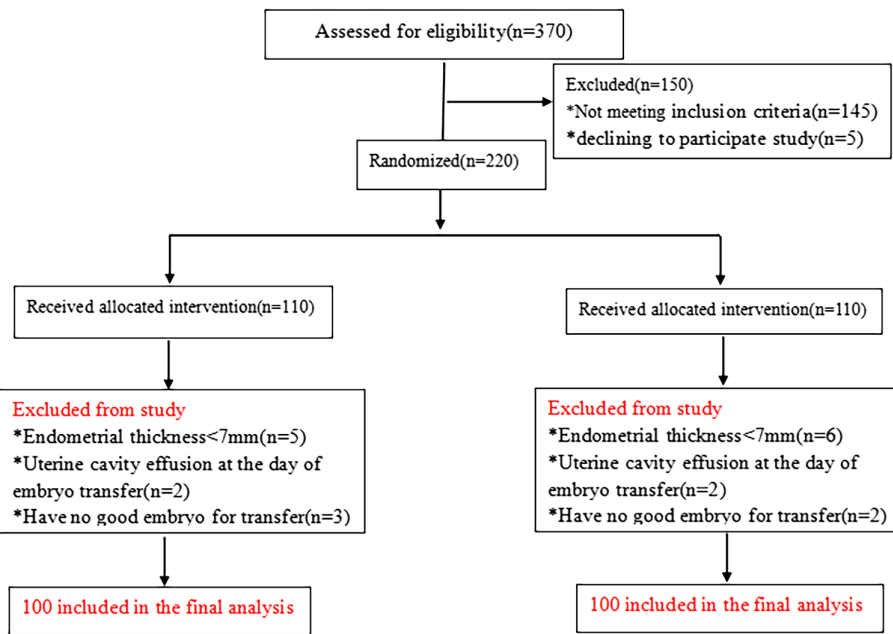 Assessed for eligibility(n=370)
Excluded(n=150)
*Not meeting inclusion criteria(n=145)
*declining to participate study(n=5)
Randomized(n=220)
Received allocated intervention(n=110)
Received allocated intervention(n=110)
Excluded from study
*Endometrial thickness<7mm(n=5)
*Uterine cavity effusion at the day of
embryo transfer(n=2)
*Have no good embryo for transfer(n=3)
Excluded from study
*Endometrial thickness<7mm(n=6)
*Uterine cavity effusion at the day of
embryo transfer(n=2)
*Have no good embryo for transfer(n=2)
100 included in the final analysis
100 included in the final analysis